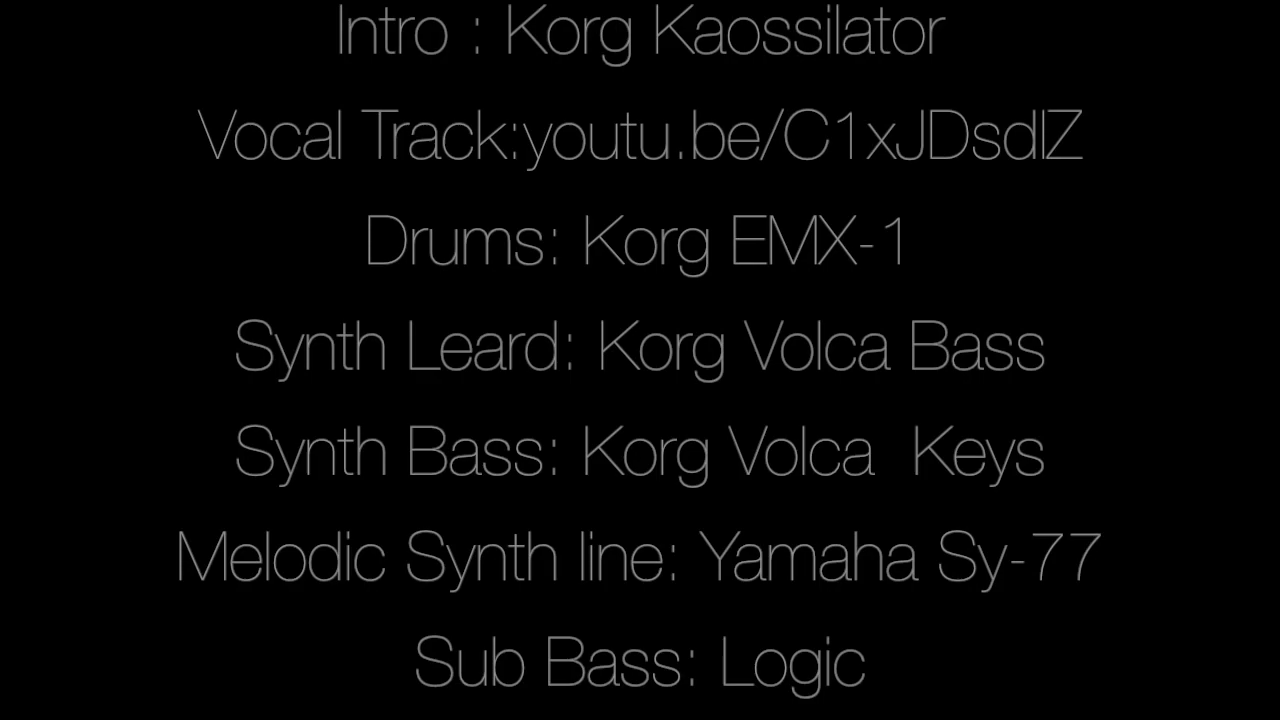 Intro : Korg Kaossilator
Vocal Track:youtu.be/C1xJDsdlZ
Drums: Korg EMX-1
Synth Leard: Korg Volca Bass
Synth Bass: Korg Volca  Keys
Melodic Synth line: Yamaha Sy-77
Sub Bass: Logic